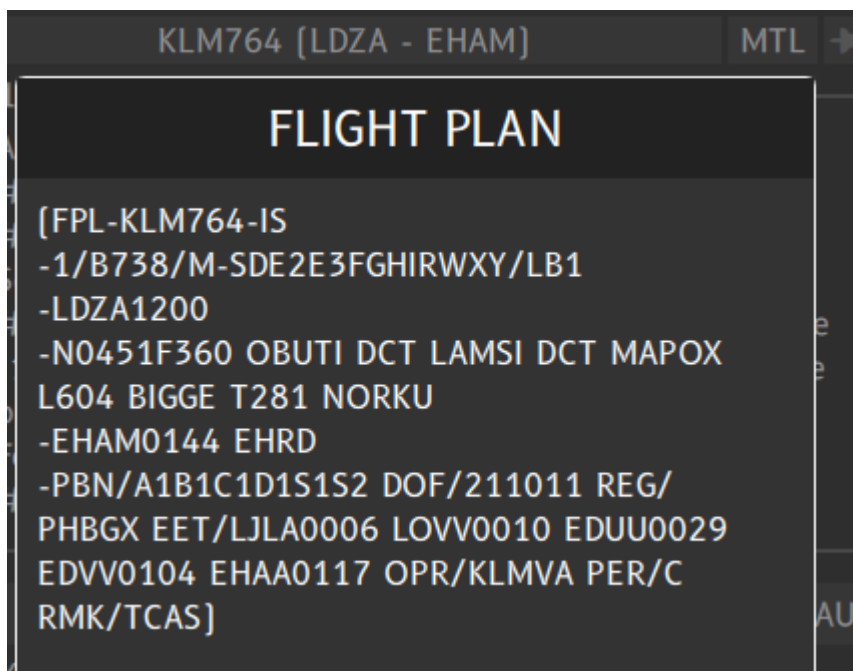 KLM764 (LDZA - EHAM)
MTL
FLIGHT PLAN
(FPL-KLM764-IS
-1/B738/M-SDE2E3FGHIRWXY/LB1
-LDZA1200
-N0451F360 OBUTI DCT LAMSI DCT MAPOX
L604 BIGGE T281 NORKU
-EHAM0144 EHRD
-PBN/A1B1C1D1S1S2 DOF/211011 REG/
PHBGX EET/LJLA0006 LOVV0010 EDUU0029
EDVV0104 EHAA0117 OPR/KLMVA PER/C
RMK/TCAS)